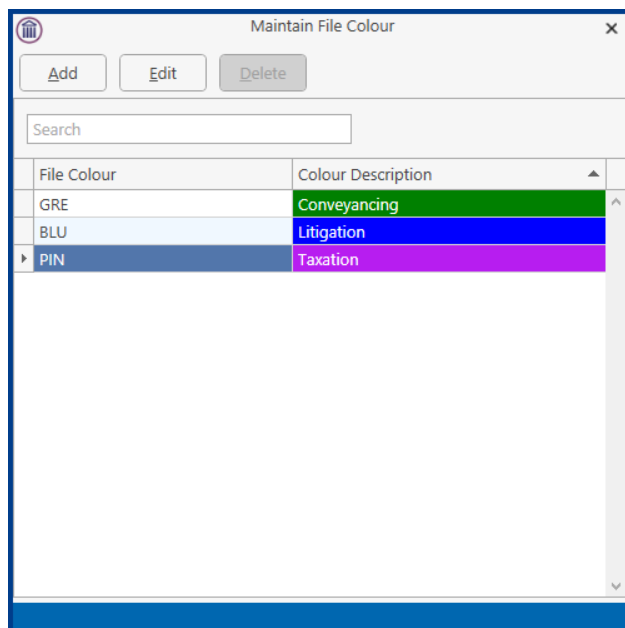 Maintain File Colour
Add Edit Delete
Search
File Colour Colour Description
GRE Conveyancing
BLU Litigation
PIN Taxation